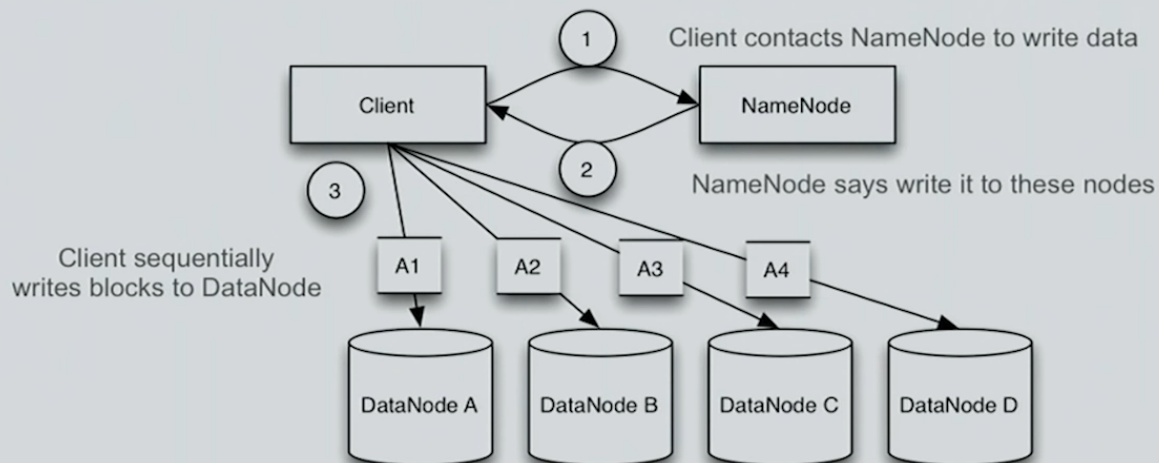 1
Client contacts NameNode to write data
Client
NameNode
2
NameNode says write it to these nodes
3
Client sequentially
writes blocks to DataNode
A1
A2
A3
A4
DataNode A
DataNode B
DataNode C
DataNode D